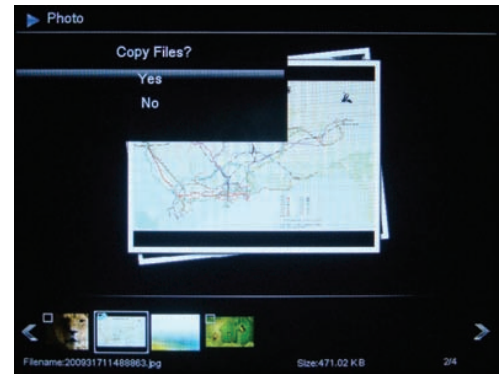 Photo
Copy Files?
Yes
No
Filename:200931711488863.jpg
Size:471.02 KB
2/4